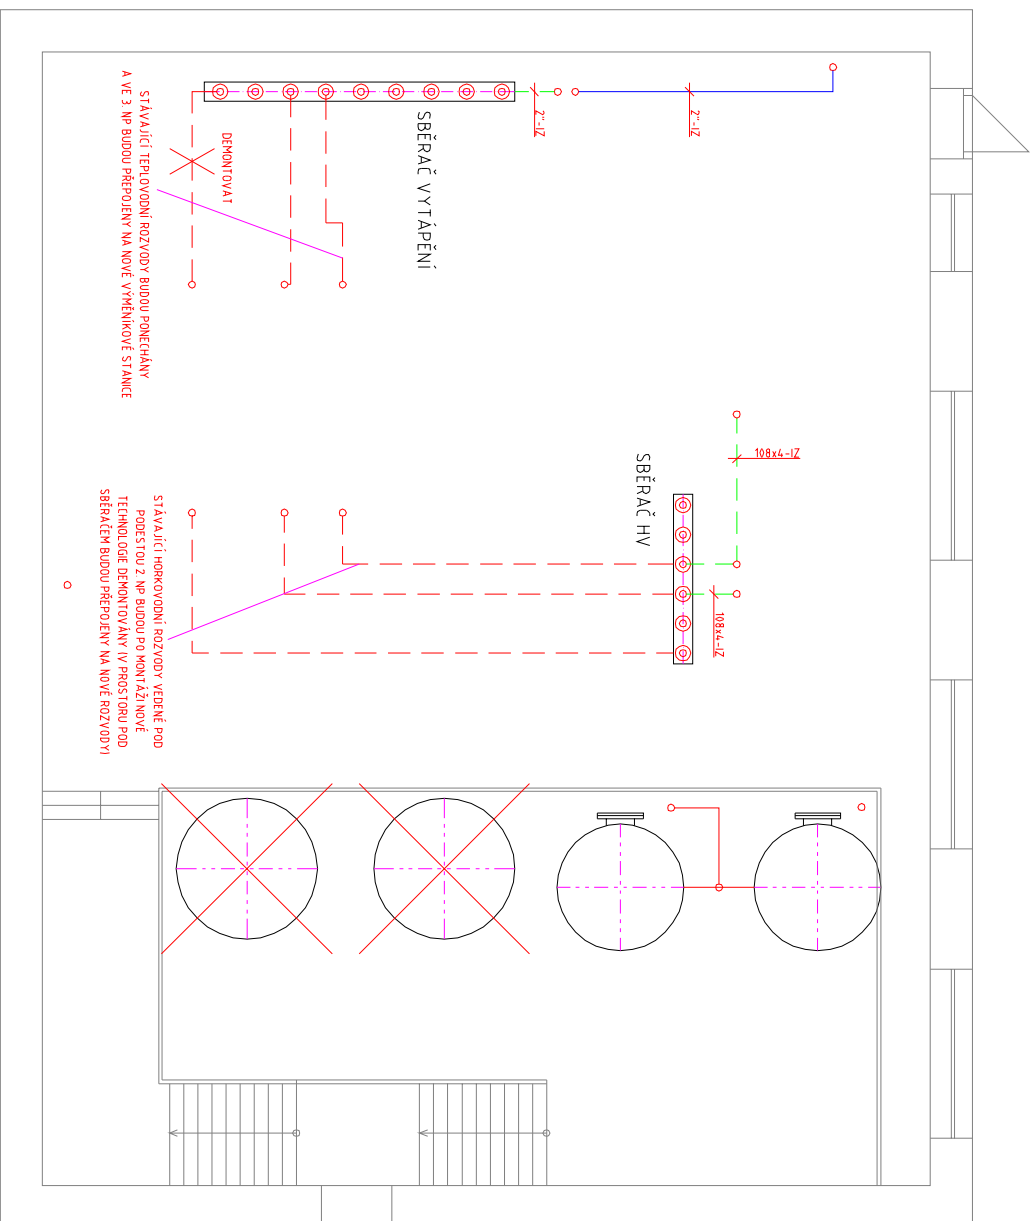 2"-IZ
2"-IZ
SBĚRAČ VYTÁPĚNÍ
DEMONTOVAT
STÁVAJÍCÍ TEPLOVODNÍ ROZVODY BUDOU PONECHÁNY
A VE 3. NP BUDOU PŘEPOJENY NA NOVÉ VÝMĚNÍKOVÉ STANICE
108x4-IZ
SBĚRAČ HV
108x4-IZ
STÁVAJÍCÍ HORKOVODNÍ ROZVODY VEDENÉ POD
PODESTOU 2. NP BUDOU PO MONTÁŽI NOVÉ
TECHNOLOGIE DEMONTOVÁNY (V PROSTORU POD
SBĚRAČEM BUDOU PŘEPOJENY NA NOVÉ ROZVODY)